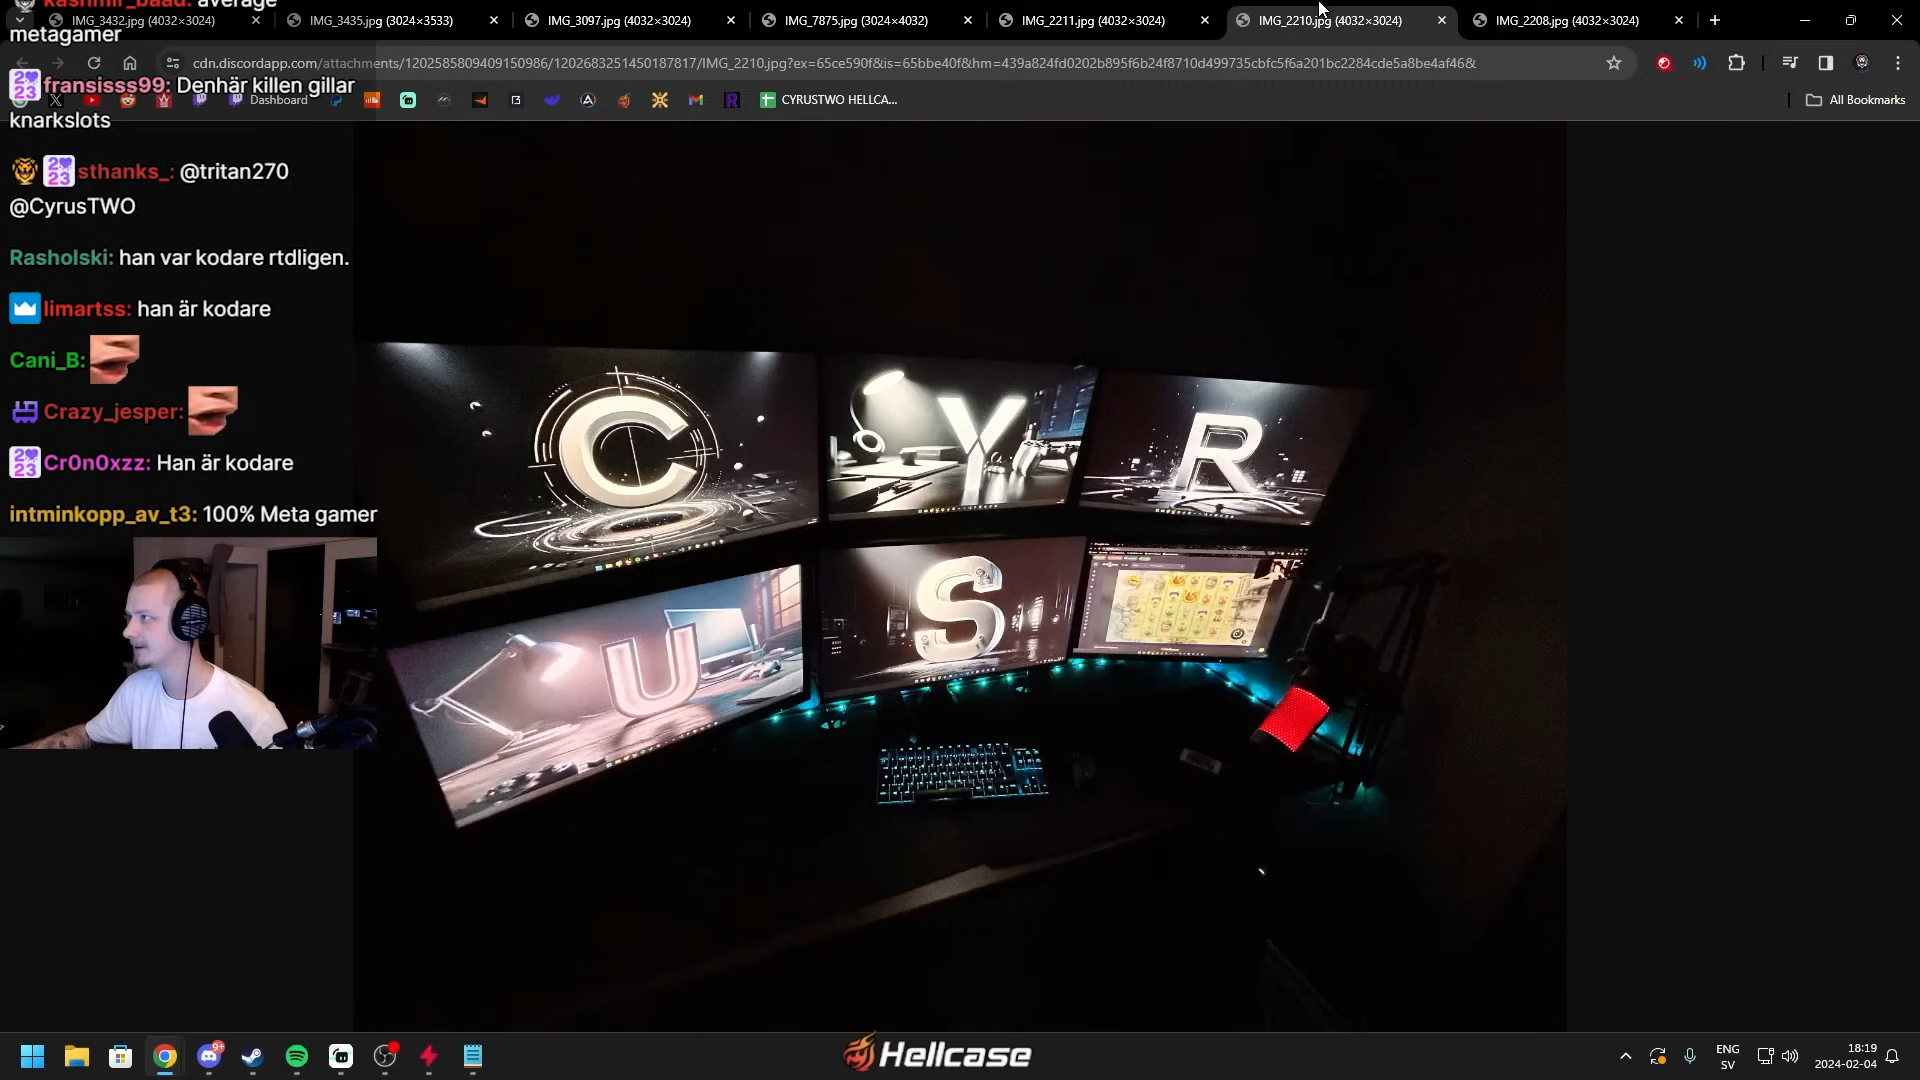 kashmir_baad: average
IMG_3432.jpg (4032×3024)
IMG_3435.jpg (3024×3533)
IMG_3097.jpg (4032×3024)
IMG_7875.jpg (3024×4032)
IMG_2211.jpg (4032×3024)
IMG_2210.jpg (4032×3024)
IMG_2208.jpg (4032×3024)
metagamer
cdn.discordapp.com/attachments/1202585809409150986/1202683251450187817/IMG_2210.jpg?ex=65ce590f&is=65bbe40f&hm=439a824fd0202b895f6b24f8710d499735cbfc5f6a201bc2284cde5a8be4af46&
fransisss99: Denhär killen gillar
Dashboard
CYRUSTWO HELLCA...
All Bookmarks
knarkslots
sthanks_: @tritan270
@CyrusTWO
Rasholski: han var kodare rtdligen.
limartss: han är kodare
Cani_B:
Crazy_jesper:
Cr0n0xzz: Han är kodare
intminkopp_av_t3: 100% Meta gamer
C
Y
R
U
S
9+
Hellcase
ENG
SV
18:19
2024-02-04